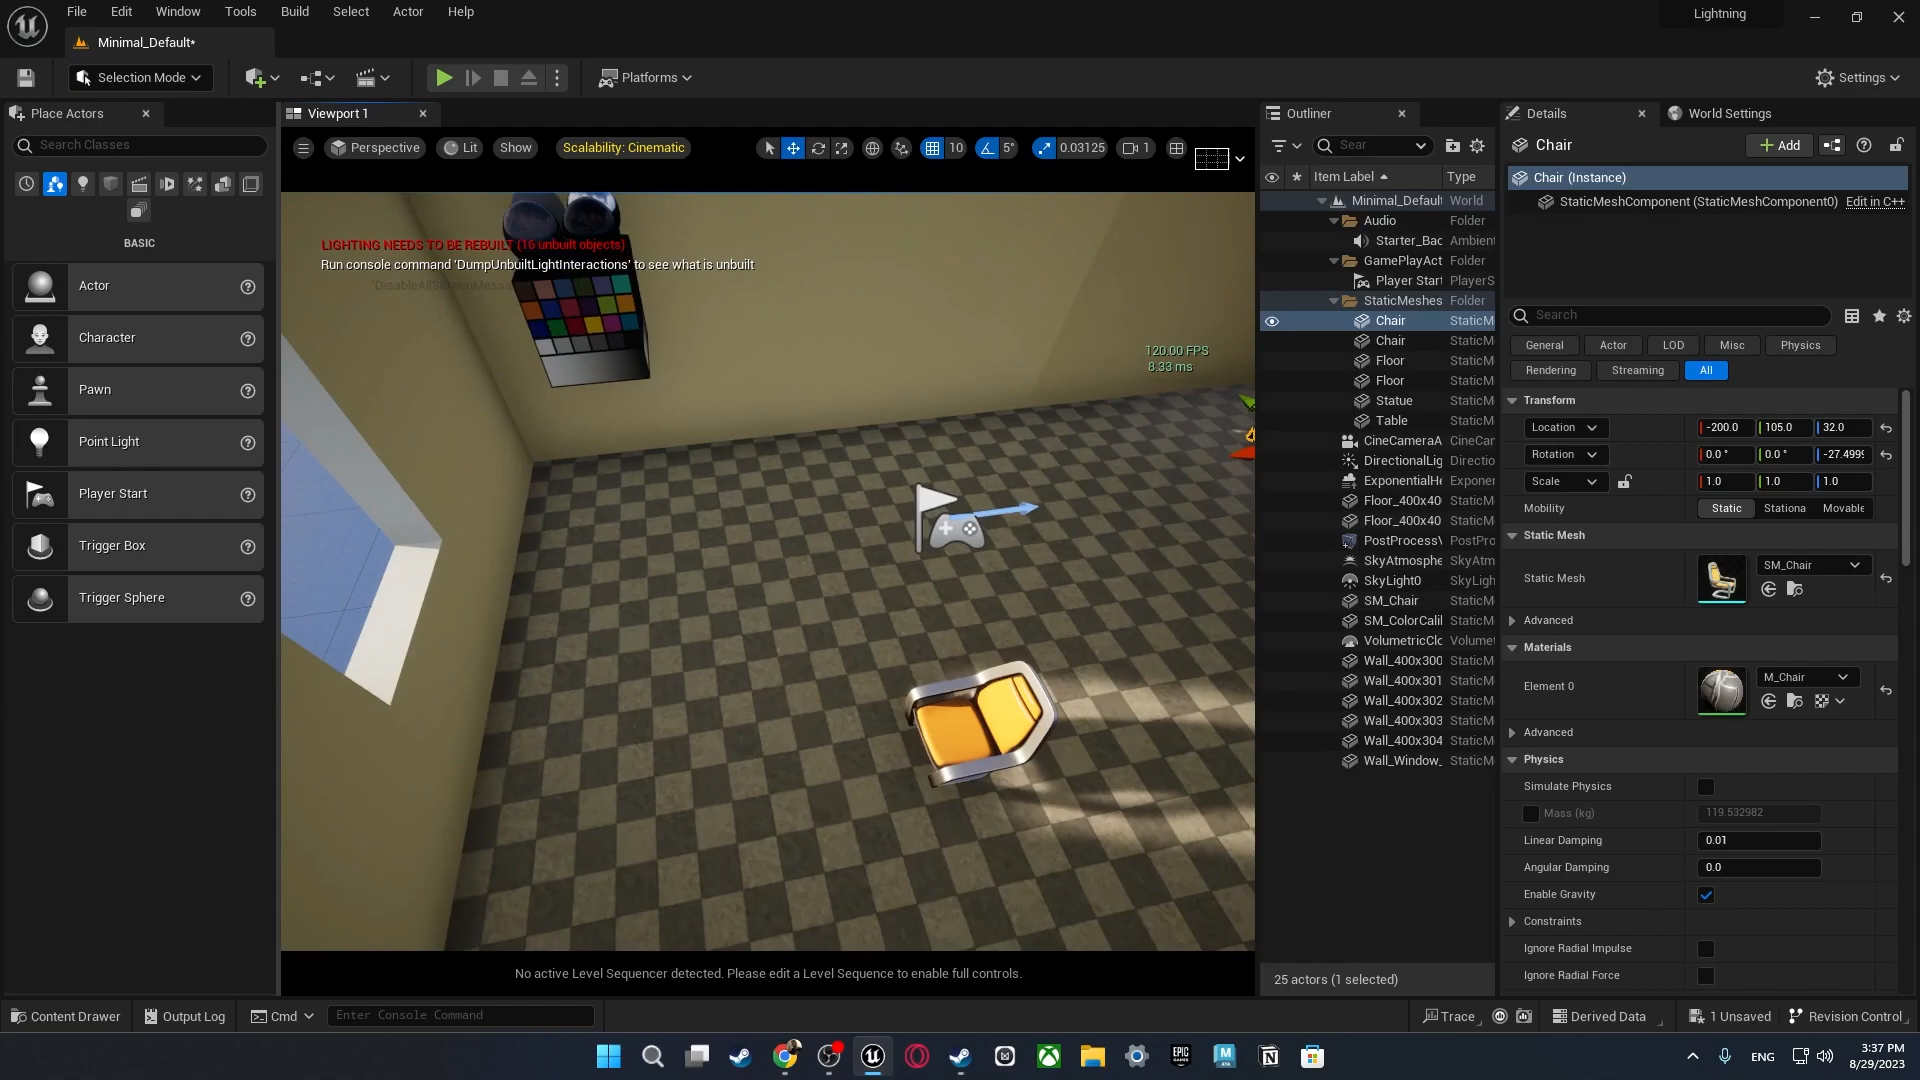 File Edit Window Tools Build Select Actor Help
Lightning
Minimal_Default*
Selection Mode
Platforms
Settings
Place Actors
Viewport 1
Outliner
Details
World Settings
Search Classes
Perspective Lit Show Scalability: Cinematic 10 5° 0.03125 1
Sear
Chair
Add
Item Label Type
Chair (Instance)
StaticMeshComponent (StaticMeshComponent0) Edit in C++
BASIC
Actor
Character
Pawn
Point Light
Player Start
Trigger Box
Trigger Sphere
LIGHTING NEEDS TO BE REBUILT (16 unbuilt objects)
Run console command 'DumpUnbuiltLightInteractions' to see what is unbuilt
120.00 FPS
8.33 ms
No active Level Sequencer detected. Please edit a Level Sequence to enable full controls.
Minimal_Default World
Audio Folder
Starter_Bac Ambient
GamePlayAct Folder
Player Start PlayerS
StaticMeshes Folder
Chair StaticM
Chair StaticM
Floor StaticM
Floor StaticM
Statue StaticM
Table StaticM
CineCameraA CineCam
DirectionalLig Directio
ExponentialHe Exponen
Floor_400x40 StaticM
Floor_400x40 StaticM
PostProcessV PostPro
SkyAtmosphe SkyAtm
SkyLight0 SkyLigh
SM_Chair StaticM
SM_ColorCali StaticM
VolumetricClo Volumet
Wall_400x300 StaticM
Wall_400x301 StaticM
Wall_400x302 StaticM
Wall_400x303 StaticM
Wall_400x304 StaticM
Wall_Window_ StaticM
25 actors (1 selected)
Search
General Actor LOD Misc Physics
Rendering Streaming All
Transform
Location -200.0 105.0 32.0
Rotation 0.0 ° 0.0 ° -27.499
Scale 1.0 1.0 1.0
Mobility Static Stationa Movable
Static Mesh
Static Mesh SM_Chair
Advanced
Materials
Element 0 M_Chair
Advanced
Physics
Simulate Physics
Mass (kg) 119.532982
Linear Damping 0.01
Angular Damping 0.0
Enable Gravity
Constraints
Ignore Radial Impulse
Ignore Radial Force
Content Drawer Output Log Cmd Enter Console Command
Trace Derived Data 1 Unsaved Revision Control
ENG
3:37 PM
8/29/2023